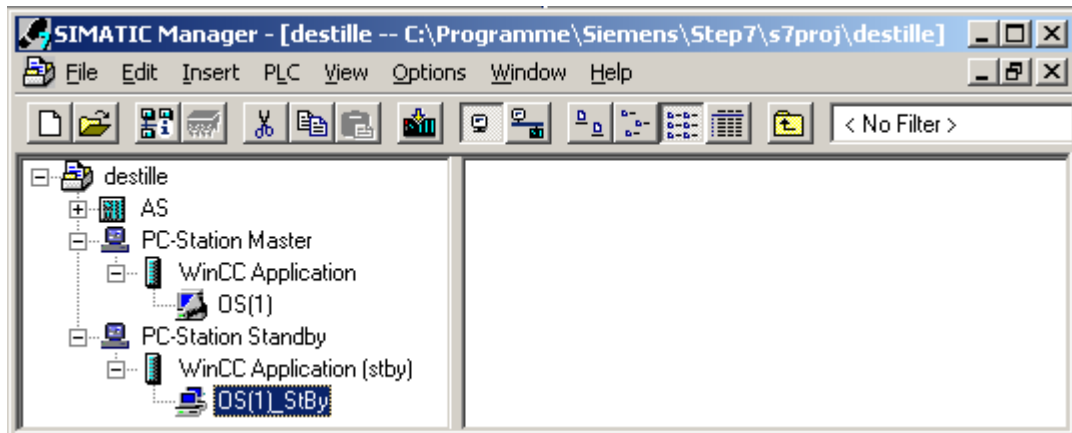 SIMATIC Manager - [destille -- C:\Programme\Siemens\Step7\s7proj\destille]
File Edit Insert PLC View Options Window Help
< No Filter >
destille
AS
PC-Station Master
WinCC Application
OS(1)
PC-Station Standby
WinCC Application (stby)
OS(1)_StBy